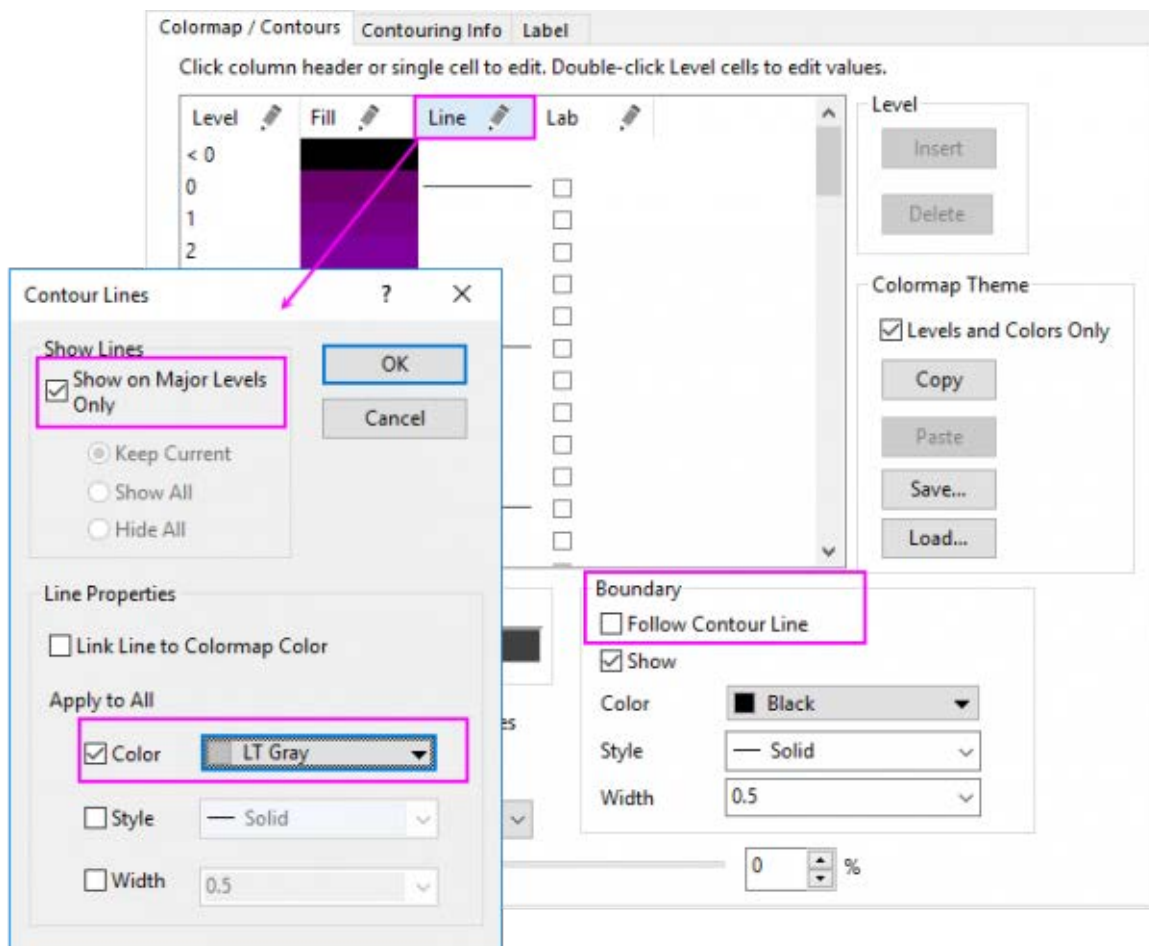 Colormap / Contours Contouring Info Label
Click column header or single cell to edit. Double-click Level cells to edit values.
Level Fill Line Lab
< 0
0
1
2
Level
Insert
Delete
Colormap Theme
Levels and Colors Only
Copy
Paste
Save...
Load...
Contour Lines ? X
Show Lines
Show on Major Levels
Only
Keep Current
Show All
Hide All
OK
Cancel
Line Properties
Link Line to Colormap Color
Apply to All
Color LT Gray
Style Solid
Width 0.5
es
Boundary
Follow Contour Line
Show
Color Black
Style Solid
Width 0.5
0 %